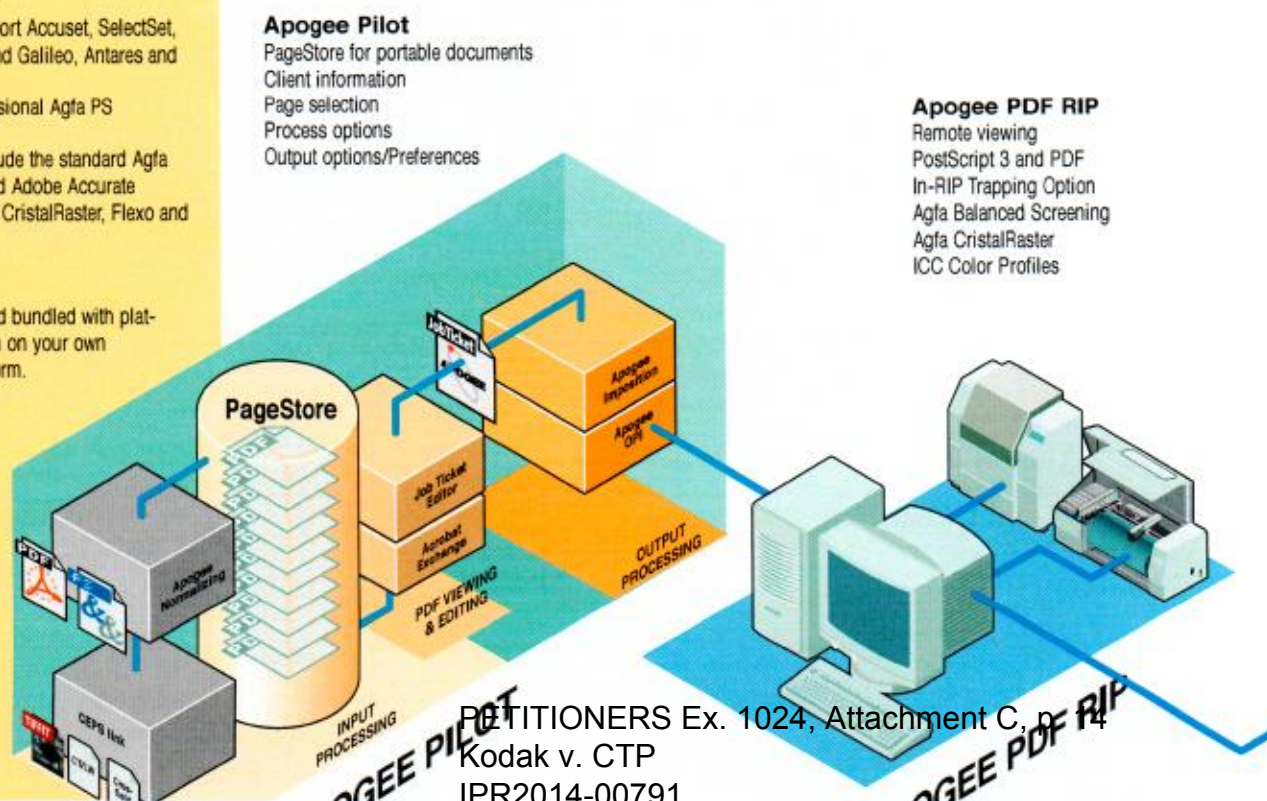 ort Accuset, SelectSet,
nd Galileo, Antares and
sional Agfa PS
ude the standard Agfa
d Adobe Accurate
CristalRaster, Flexo and
d bundled with plat-
on your own
rm.
Apogee Pilot
PageStore for portable documents
Client information
Page selection
Process options
Output options/Preferences
Apogee PDF RIP
Remote viewing
PostScript 3 and PDF
In-RIP Trapping Option
Agfa Balanced Screening
Agfa CristalRaster
ICC Color Profiles
JobTicket
Apogee
Imposition
Apogee
OPI
PageStore
PDF
Job Ticket
Editor
Acrobat
Exchange
PDF
Apogee
Normalizing
OUTPUT
PROCESSING
PDF VIEWING
& EDITING
INPUT
PROCESSING
CEPS link
OGEE PILOT
OGEE PDF RIP
PETITIONERS Ex. 1024, Attachment C, p. 14
Kodak v. CTP
IPR2014-00791